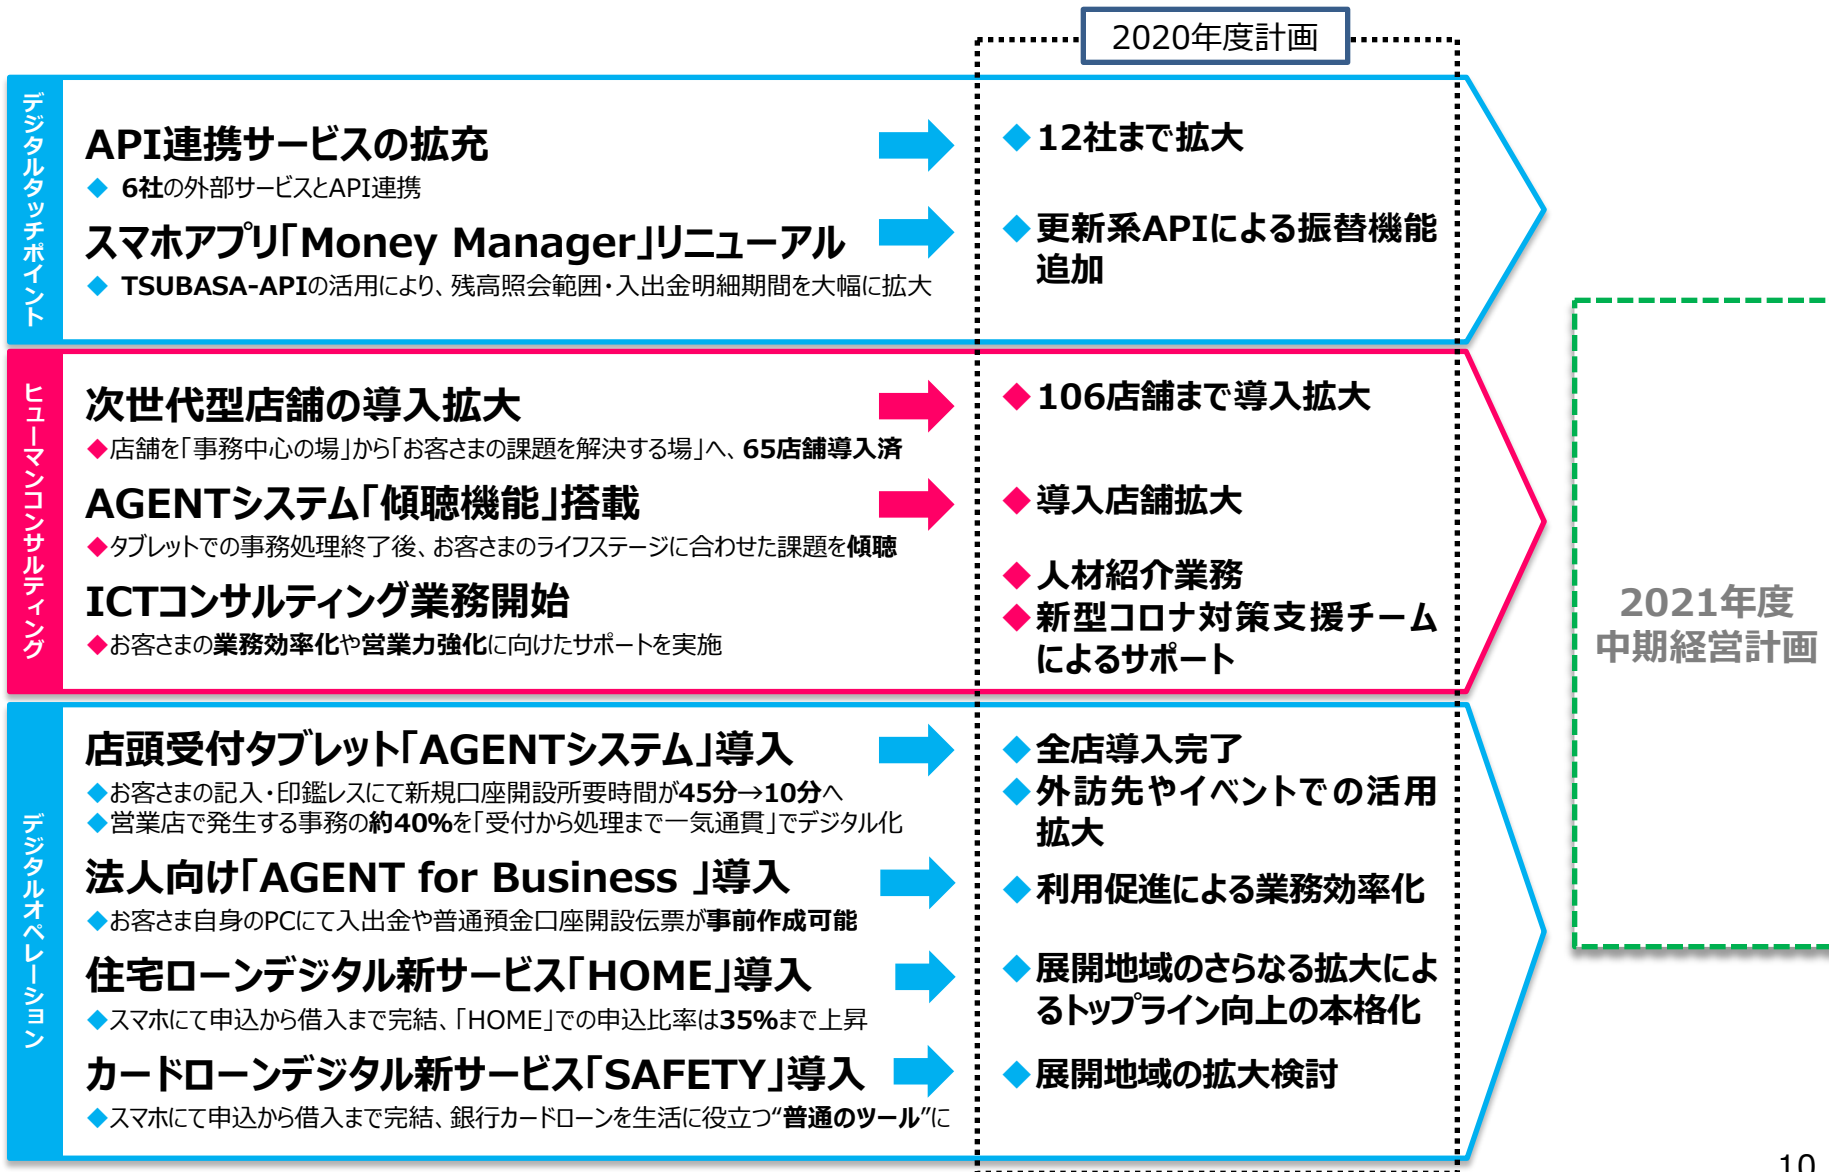 2020年度計画
デジタルタッチポイント
API連携サービスの拡充
◆ 6社の外部サービスとAPI連携
スマホアプリ「Money Manager」リニューアル
◆ TSUBASA-APIの活用により、残高照会範囲・入出金明細期間を大幅に拡大
◆12社まで拡大
◆更新系APIによる振替機能
追加
ヒューマンコンサルティング
次世代型店舗の導入拡大
◆店舗を「事務中心の場」から「お客さまの課題を解決する場」へ、65店舗導入済
AGENTシステム「傾聴機能」搭載
◆タブレットでの事務処理終了後、お客さまのライフステージに合わせた課題を傾聴
ICTコンサルティング業務開始
◆お客さまの業務効率化や営業力強化に向けたサポートを実施
◆106店舗まで導入拡大
◆導入店舗拡大
◆人材紹介業務
◆新型コロナ対策支援チーム
によるサポート
デジタルオペレーション
店頭受付タブレット「AGENTシステム」導入
◆お客さまの記入・印鑑レスにて新規口座開設所要時間が45分→10分へ
◆営業店で発生する事務の約40%を「受付から処理まで一気通貫」でデジタル化
法人向け「AGENT for Business 」導入
◆お客さま自身のPCにて入出金や普通預金口座開設伝票が事前作成可能
住宅ローンデジタル新サービス「HOME」導入
◆スマホにて申込から借入まで完結、「HOME」での申込比率は35%まで上昇
カードローンデジタル新サービス「SAFETY」導入
◆スマホにて申込から借入まで完結、銀行カードローンを生活に役立つ“普通のツール”に
◆全店導入完了
◆外訪先やイベントでの活用
拡大
◆利用促進による業務効率化
◆展開地域のさらなる拡大によ
るトップライン向上の本格化
◆展開地域の拡大検討
2021年度
中期経営計画
10